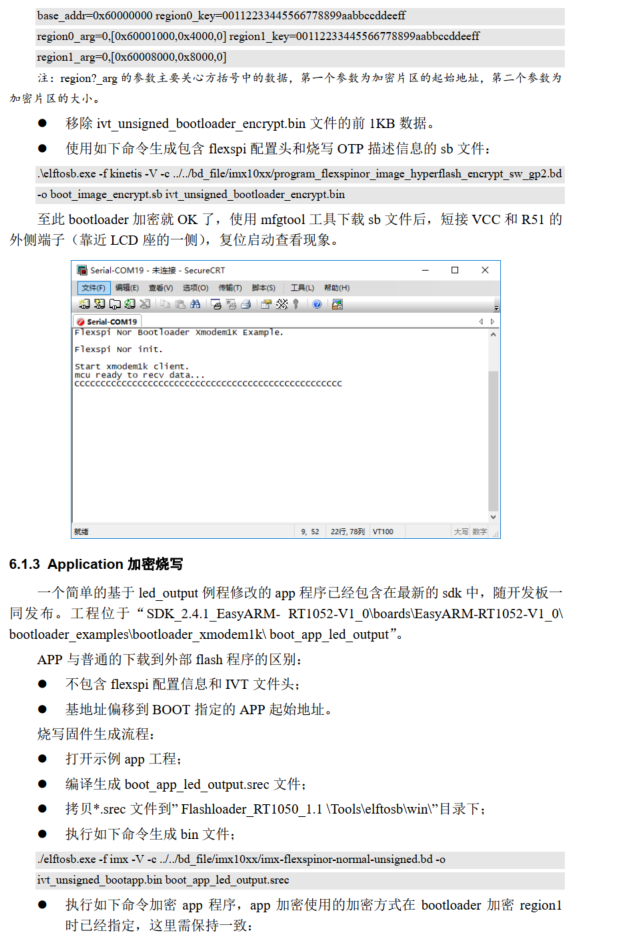 base_addr=0x60000000 region0_key=00112233445566778899aabbccddeeff
region0_arg=0,[0x60001000,0x4000,0] region1_key=00112233445566778899aabbccddeeff
region1_arg=0,[0x60008000,0x8000,0]
注：region?_arg 的参数主要关心方括号中的数据，第一个参数为加密片区的起始地址，第二个参数为
加密片区的大小。
● 移除 ivt_unsigned_bootloader_encrypt.bin 文件的前 1KB 数据。
● 使用如下命令生成包含 flexspi 配置头和烧写 OTP 描述信息的 sb 文件：
.\elftosb.exe -f kinetis -V -c ../../bd_file/imx10xx/program_flexspinor_image_hyperflash_encrypt_sw_gp2.bd
-o boot_image_encrypt.sb ivt_unsigned_bootloader_encrypt.bin
至此 bootloader 加密就 OK 了，使用 mfgtool 工具下载 sb 文件后，短接 VCC 和 R51 的
外侧端子（靠近 LCD 座的一侧），复位启动查看现象。
Serial-COM19 - 未连接 - SecureCRT
文件(F) 编辑(E) 查看(V) 选项(O) 传输(T) 脚本(S) 工具(L) 帮助(H)
Serial-COM19
Flexspi Nor Bootloader Xmodem1K Example.
Flexspi Nor init.
Start xmodem1k client.
mcu ready to recv data...
CCCCCCCCCCCCCCCCCCCCCCCCCCCCCCCCCCCCCCCCCCCCCCCCCCC
就绪 9, 52 22行, 78列 VT100 大写 数字
6.1.3 Application 加密烧写
一个简单的基于 led_output 例程修改的 app 程序已经包含在最新的 sdk 中，随开发板一
同发布。工程位于“ SDK_2.4.1_EasyARM- RT1052-V1_0\boards\EasyARM-RT1052-V1_0\
bootloader_examples\bootloader_xmodem1k\ boot_app_led_output”。
APP 与普通的下载到外部 flash 程序的区别：
● 不包含 flexspi 配置信息和 IVT 文件头；
● 基地址偏移到 BOOT 指定的 APP 起始地址。
烧写固件生成流程：
● 打开示例 app 工程；
● 编译生成 boot_app_led_output.srec 文件；
● 拷贝*.srec 文件到” Flashloader_RT1050_1.1 \Tools\elftosb\win\”目录下；
● 执行如下命令生成 bin 文件；
./elftosb.exe -f imx -V -c ../../bd_file/imx10xx/imx-flexspinor-normal-unsigned.bd -o
ivt_unsigned_bootapp.bin boot_app_led_output.srec
● 执行如下命令加密 app 程序，app 加密使用的加密方式在 bootloader 加密 region1
时已经指定，这里需保持一致：